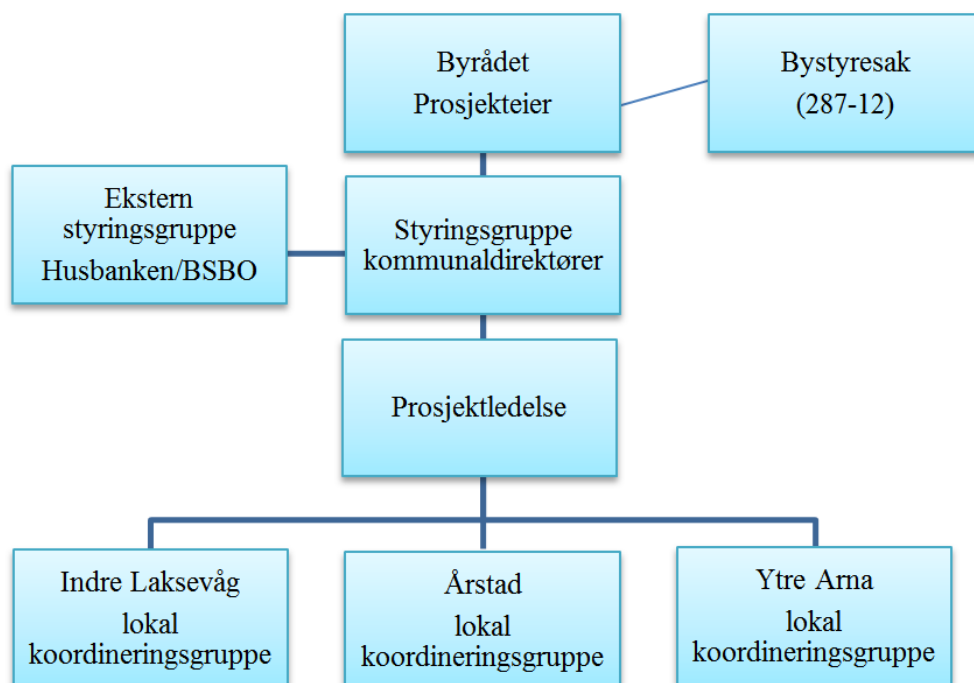 Byrådet
Prosjekteier
Bystyresak
(287-12)
Ekstern
styringsgruppe
Husbanken/BSBO
Styringsgruppe
kommunaldirektører
Prosjektledelse
Indre Laksevåg
lokal
koordineringsgruppe
Årstad
lokal
koordineringsgruppe
Ytre Arna
lokal
koordineringsgruppe